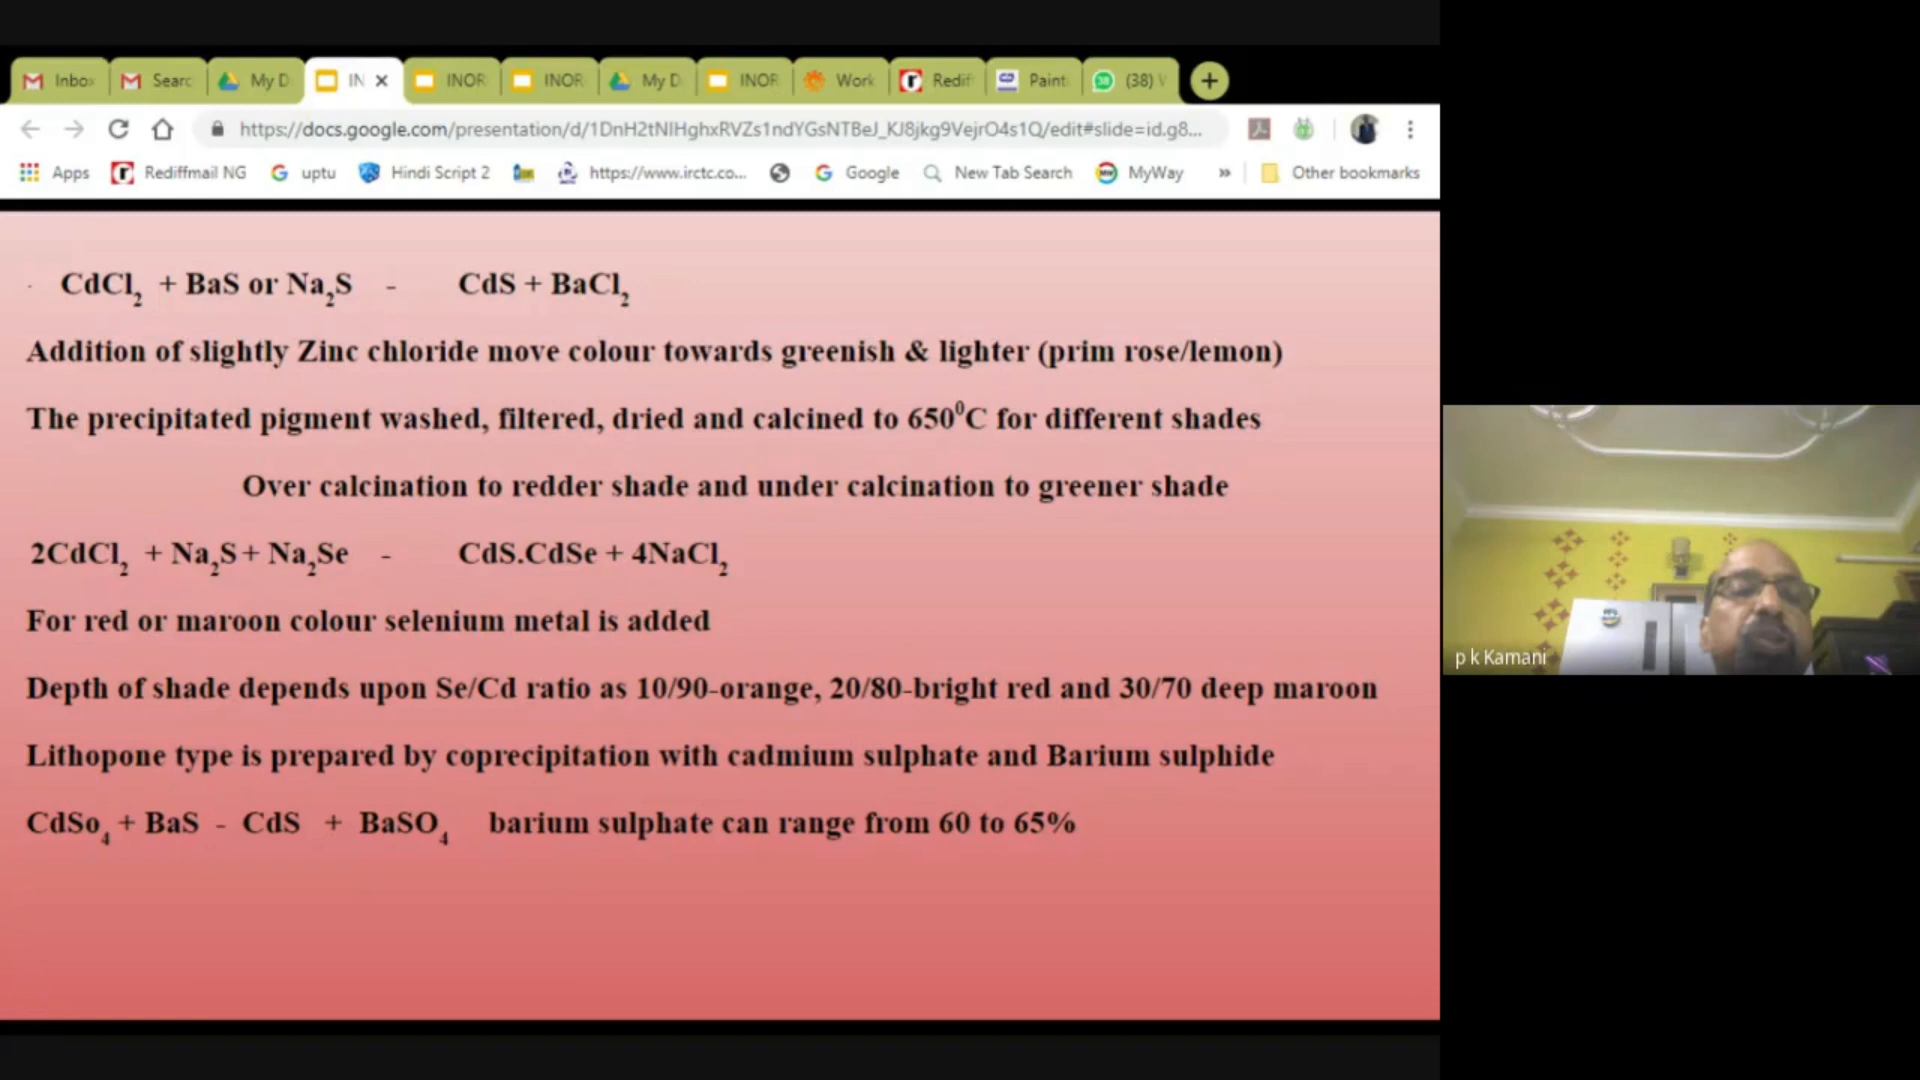 Inbo
Searc
My D
IN
INOR
INOR
My D
INOR
Work
Redif
Paint
(38)
https://docs.google.com/presentation/d/1DnH2tNIHghxRVZs1ndYGsNTBeJ_KJ8jkg9VejrO4s1Q/edit#slide=id.g8...
Apps Rediffmail NG uptu Hindi Script 2 https://www.irctc.co... Google New Tab Search MyWay » Other bookmarks
CdCl₂ + BaS or Na₂S - CdS + BaCl₂
Addition of slightly Zinc chloride move colour towards greenish & lighter (prim rose/lemon)
The precipitated pigment washed, filtered, dried and calcined to 650⁰C for different shades
Over calcination to redder shade and under calcination to greener shade
2CdCl₂ + Na₂S+ Na₂Se - CdS.CdSe + 4NaCl₂
For red or maroon colour selenium metal is added
Depth of shade depends upon Se/Cd ratio as 10/90-orange, 20/80-bright red and 30/70 deep maroon
Lithopone type is prepared by coprecipitation with cadmium sulphate and Barium sulphide
CdSo₄ + BaS - CdS + BaSO₄ barium sulphate can range from 60 to 65%
p k Kamani